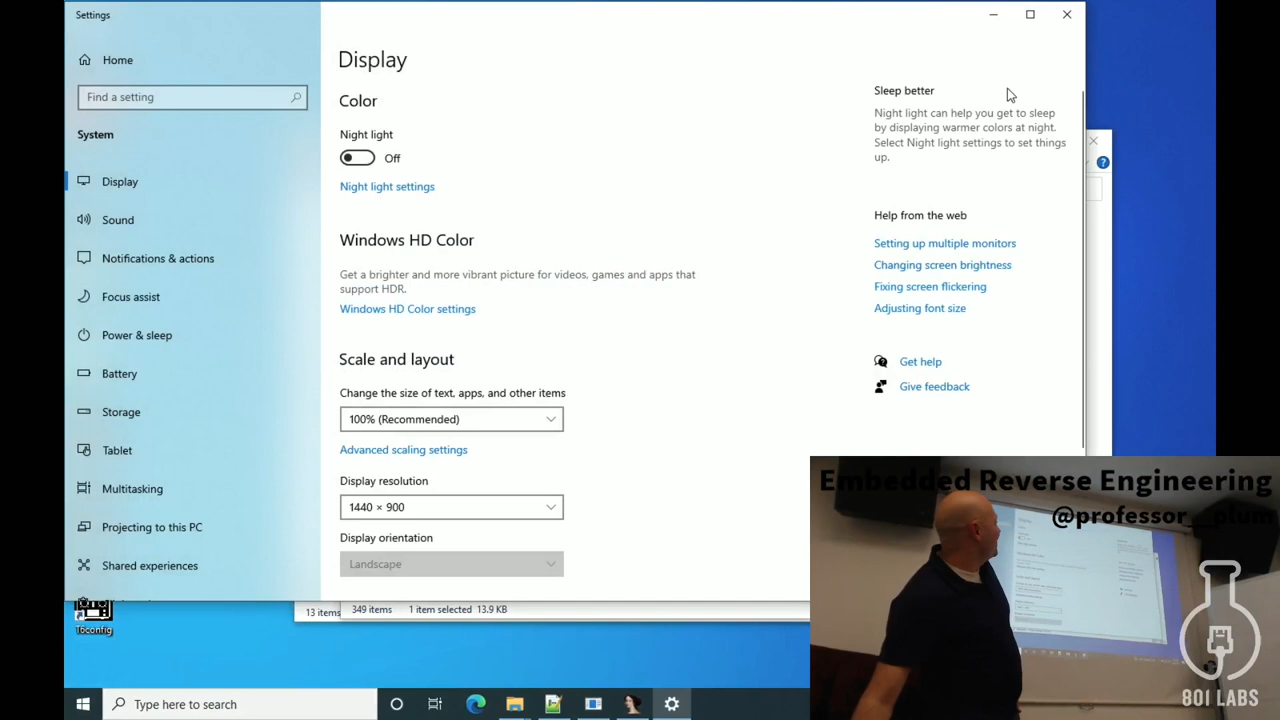 Settings
Home
Find a setting
System
Display
Sound
Notifications & actions
Focus assist
Power & sleep
Battery
Storage
Tablet
Multitasking
Projecting to this PC
Shared experiences
Display
Color
Night light
Off
Night light settings
Windows HD Color
Get a brighter and more vibrant picture for videos, games and apps that
support HDR.
Windows HD Color settings
Scale and layout
Change the size of text, apps, and other items
100% (Recommended)
Advanced scaling settings
Display resolution
1440 × 900
Display orientation
Landscape
Sleep better
Night light can help you get to sleep
by displaying warmer colors at night.
Select Night light settings to set things
up.
Help from the web
Setting up multiple monitors
Changing screen brightness
Fixing screen flickering
Adjusting font size
Get help
Give feedback
13 items
349 items 1 item selected 13.9 KB
Toconfig
Type here to search
Embedded Reverse Engineering
@professor__plum
801 LABS